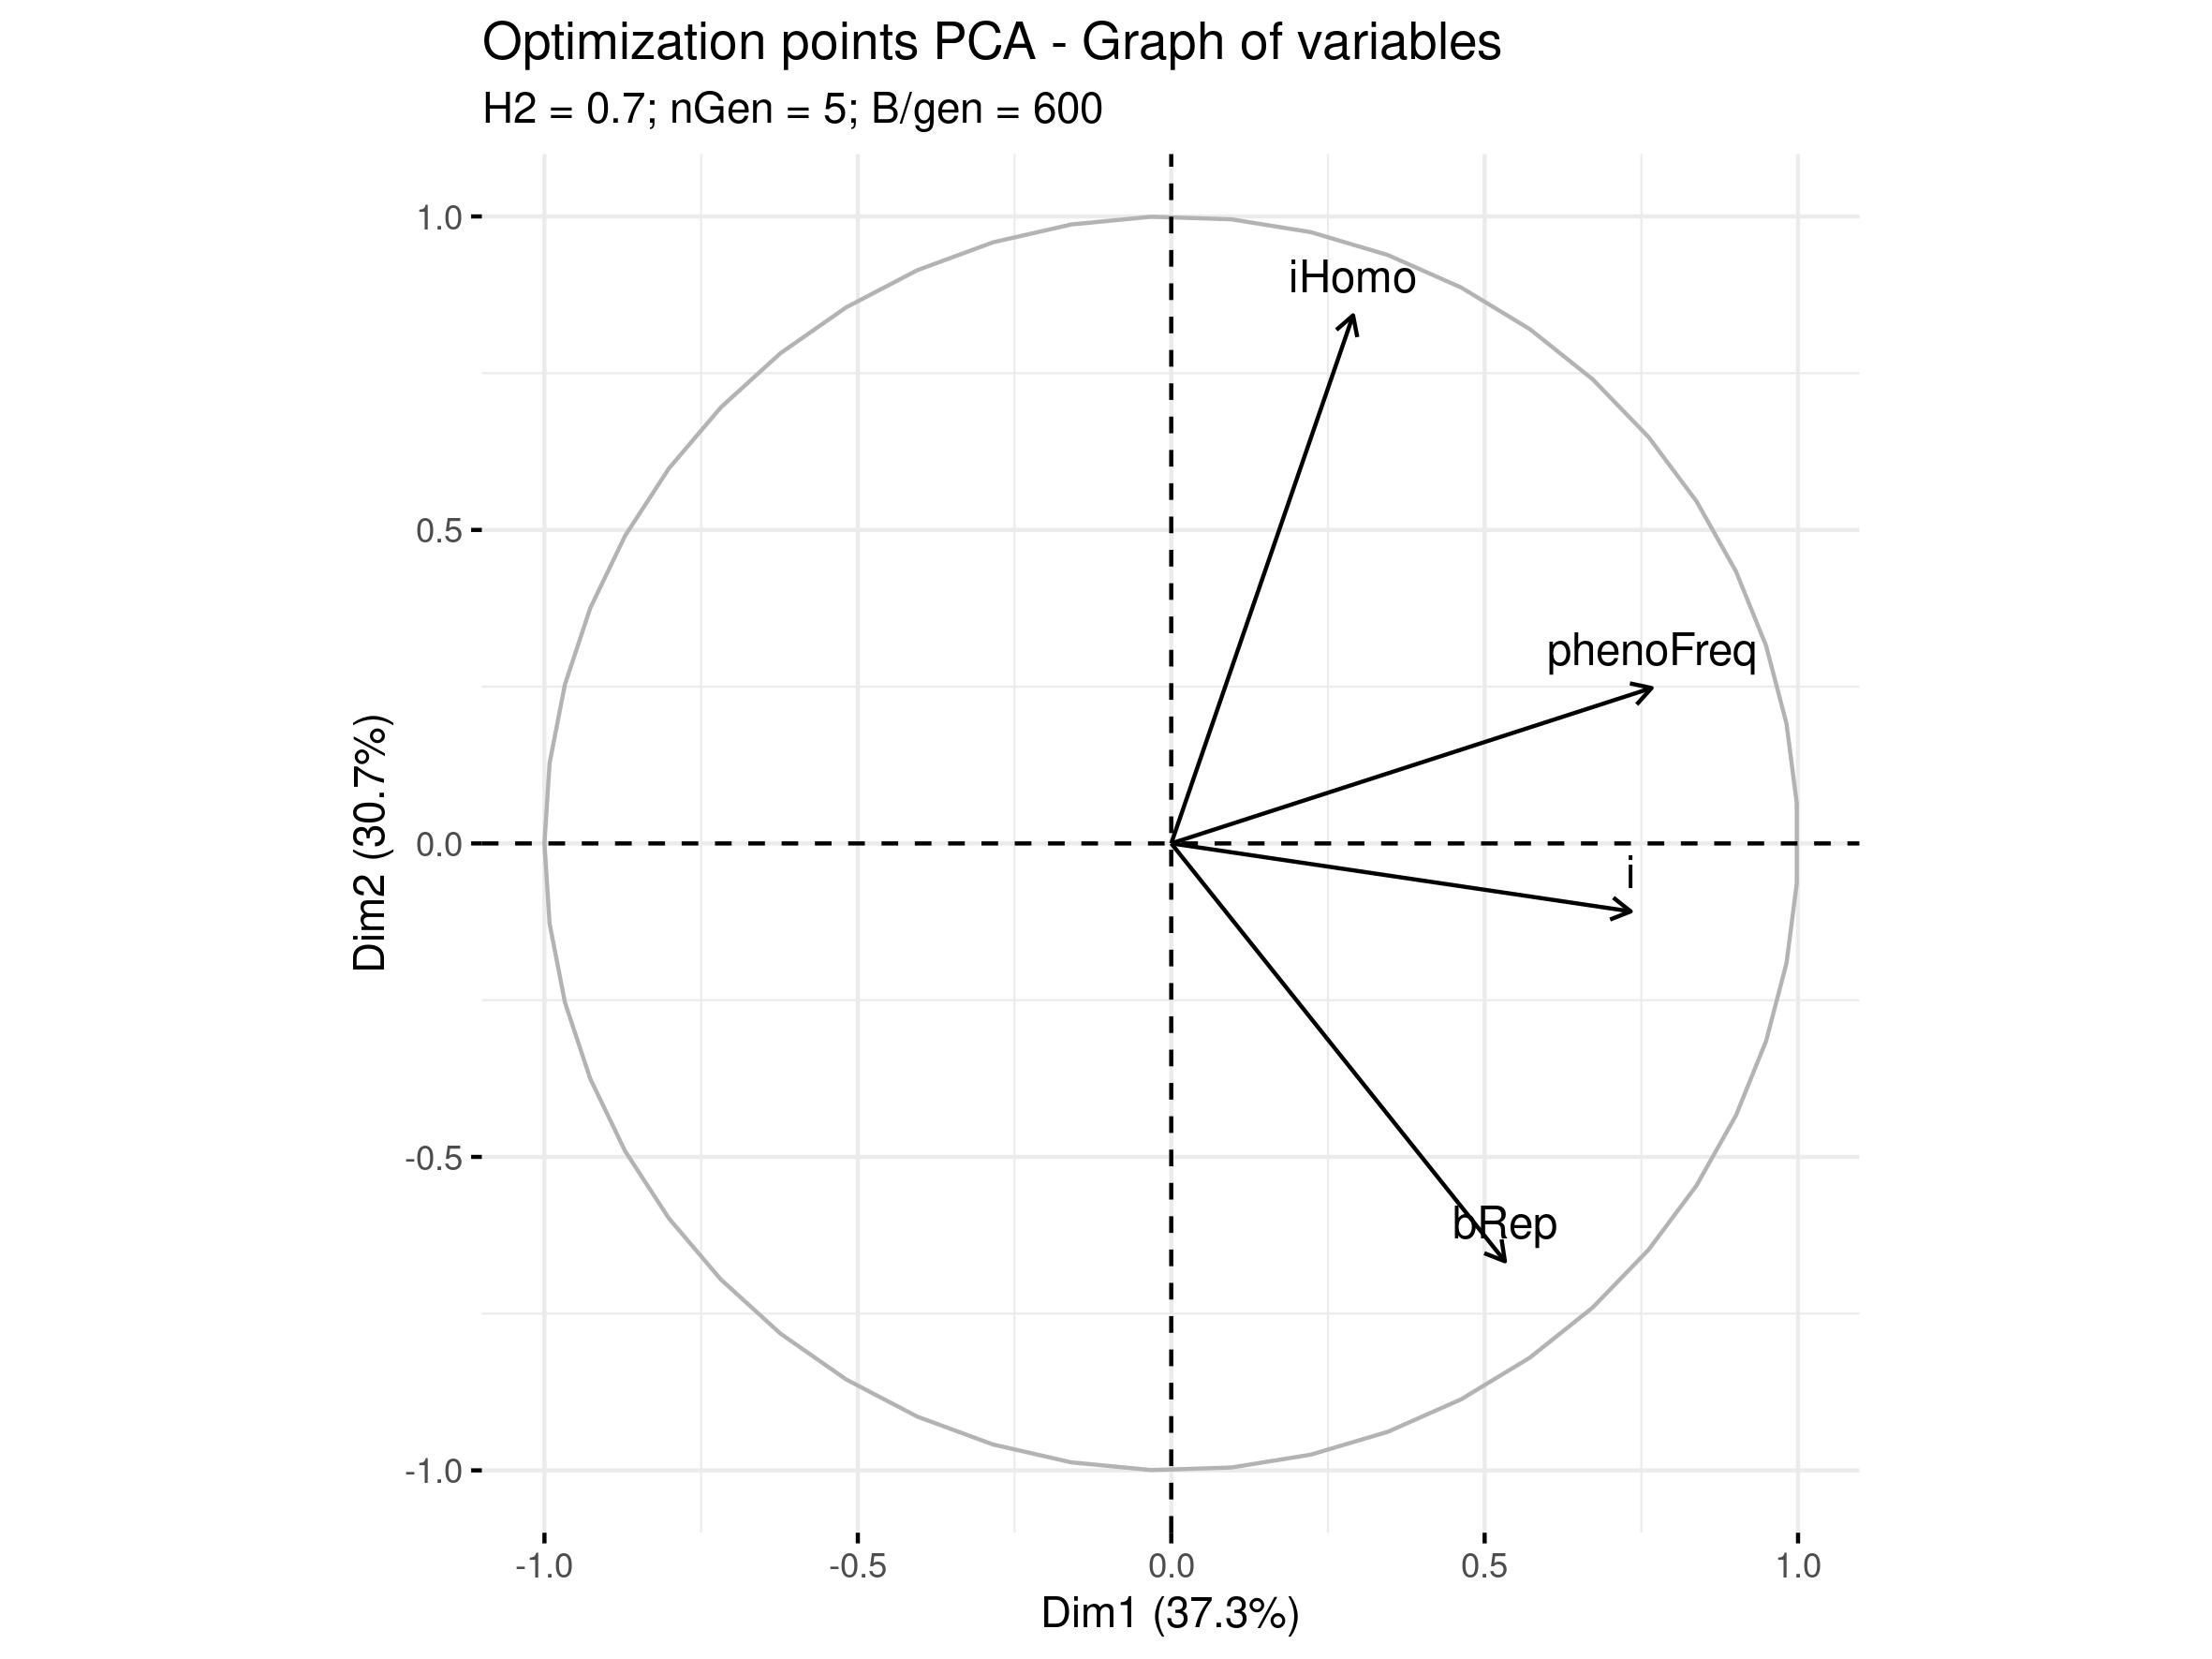 Optimization points PCA - Graph of variables
H2 = 0.7; nGen = 5; B/gen = 600
1.0
0.5
0.0
-0.5
-1.0
Dim2 (30.7%)
iHomo
phenoFreq
i
bRep
-1.0
-0.5
0.0
0.5
1.0
Dim1 (37.3%)